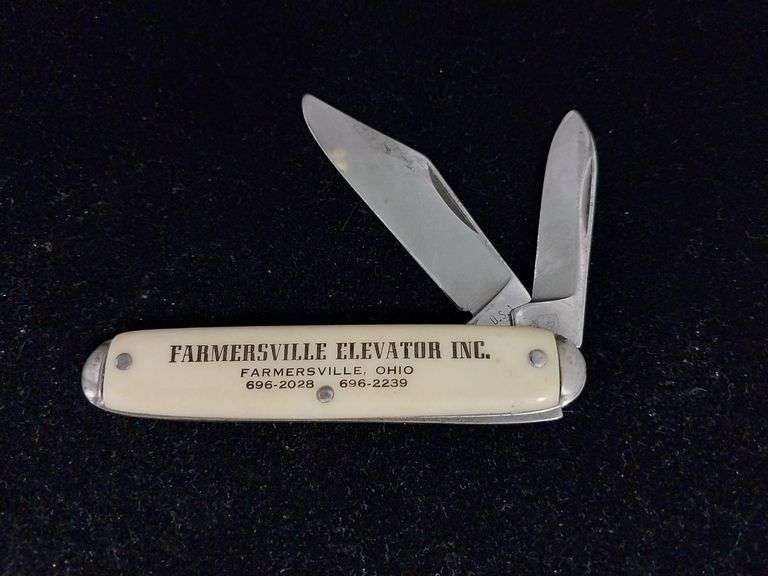 U.S.
FARMERSVILLE ELEVATOR INC.
FARMERSVILLE, OHIO
696-2028 696-2239